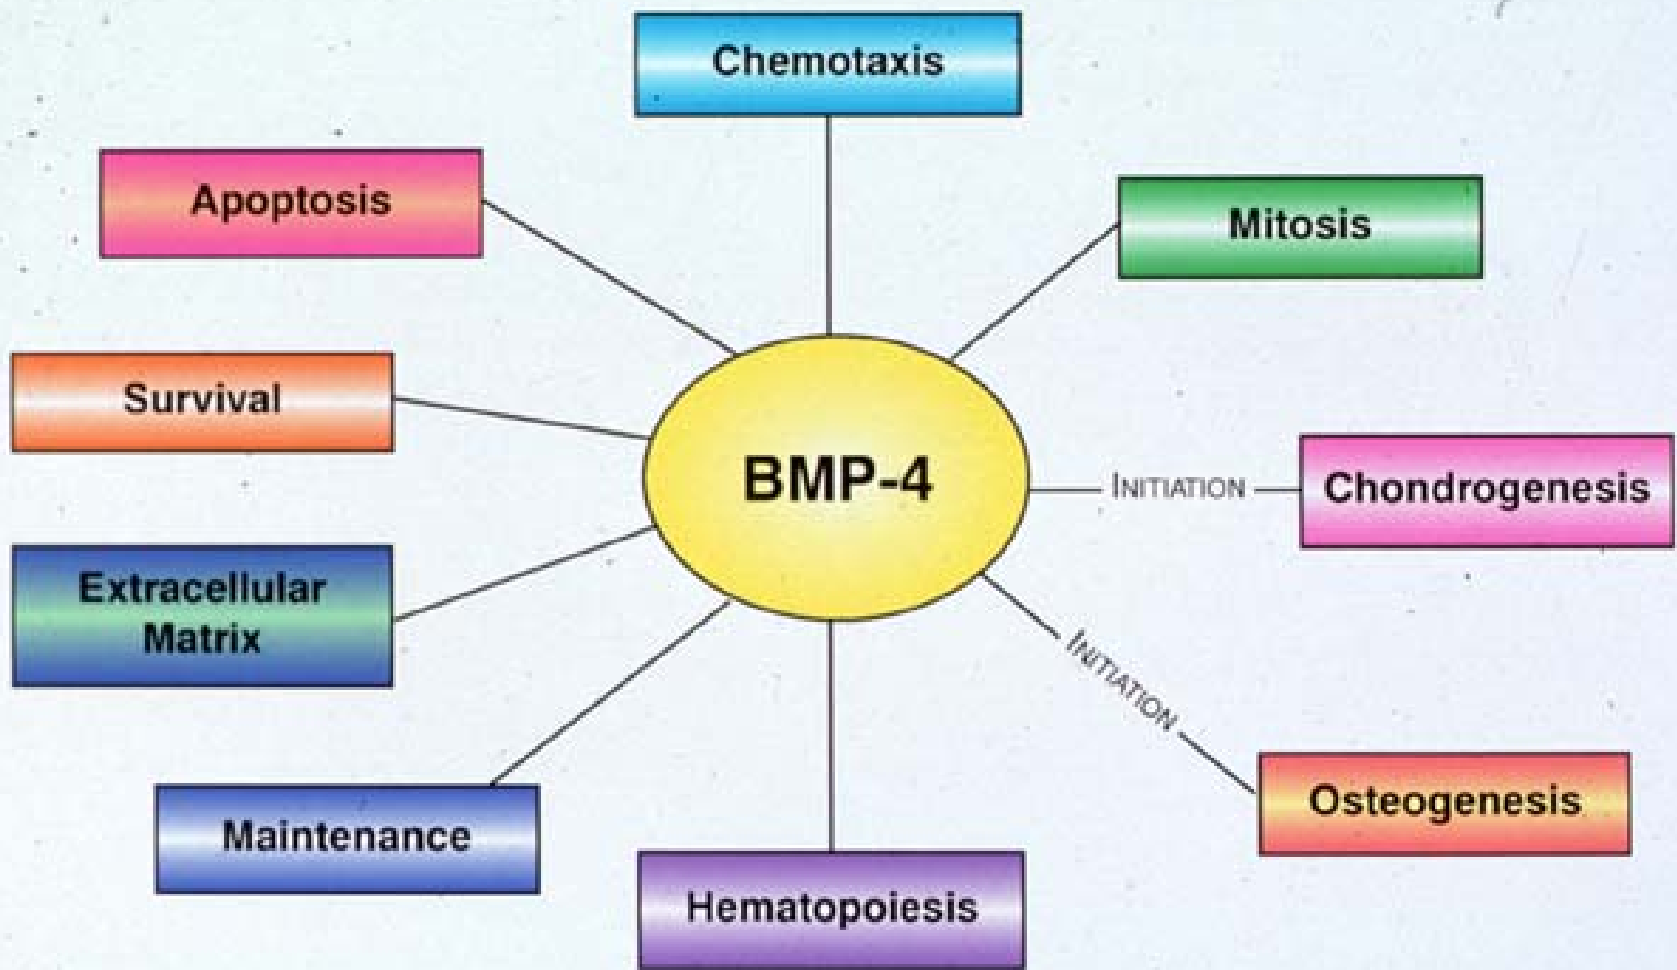 Chemotaxis
Apoptosis
Mitosis
Survival
BMP-4
INITIATION
Chondrogenesis
Extracellular
Matrix
INITIATION
Osteogenesis
Maintenance
Hematopoiesis